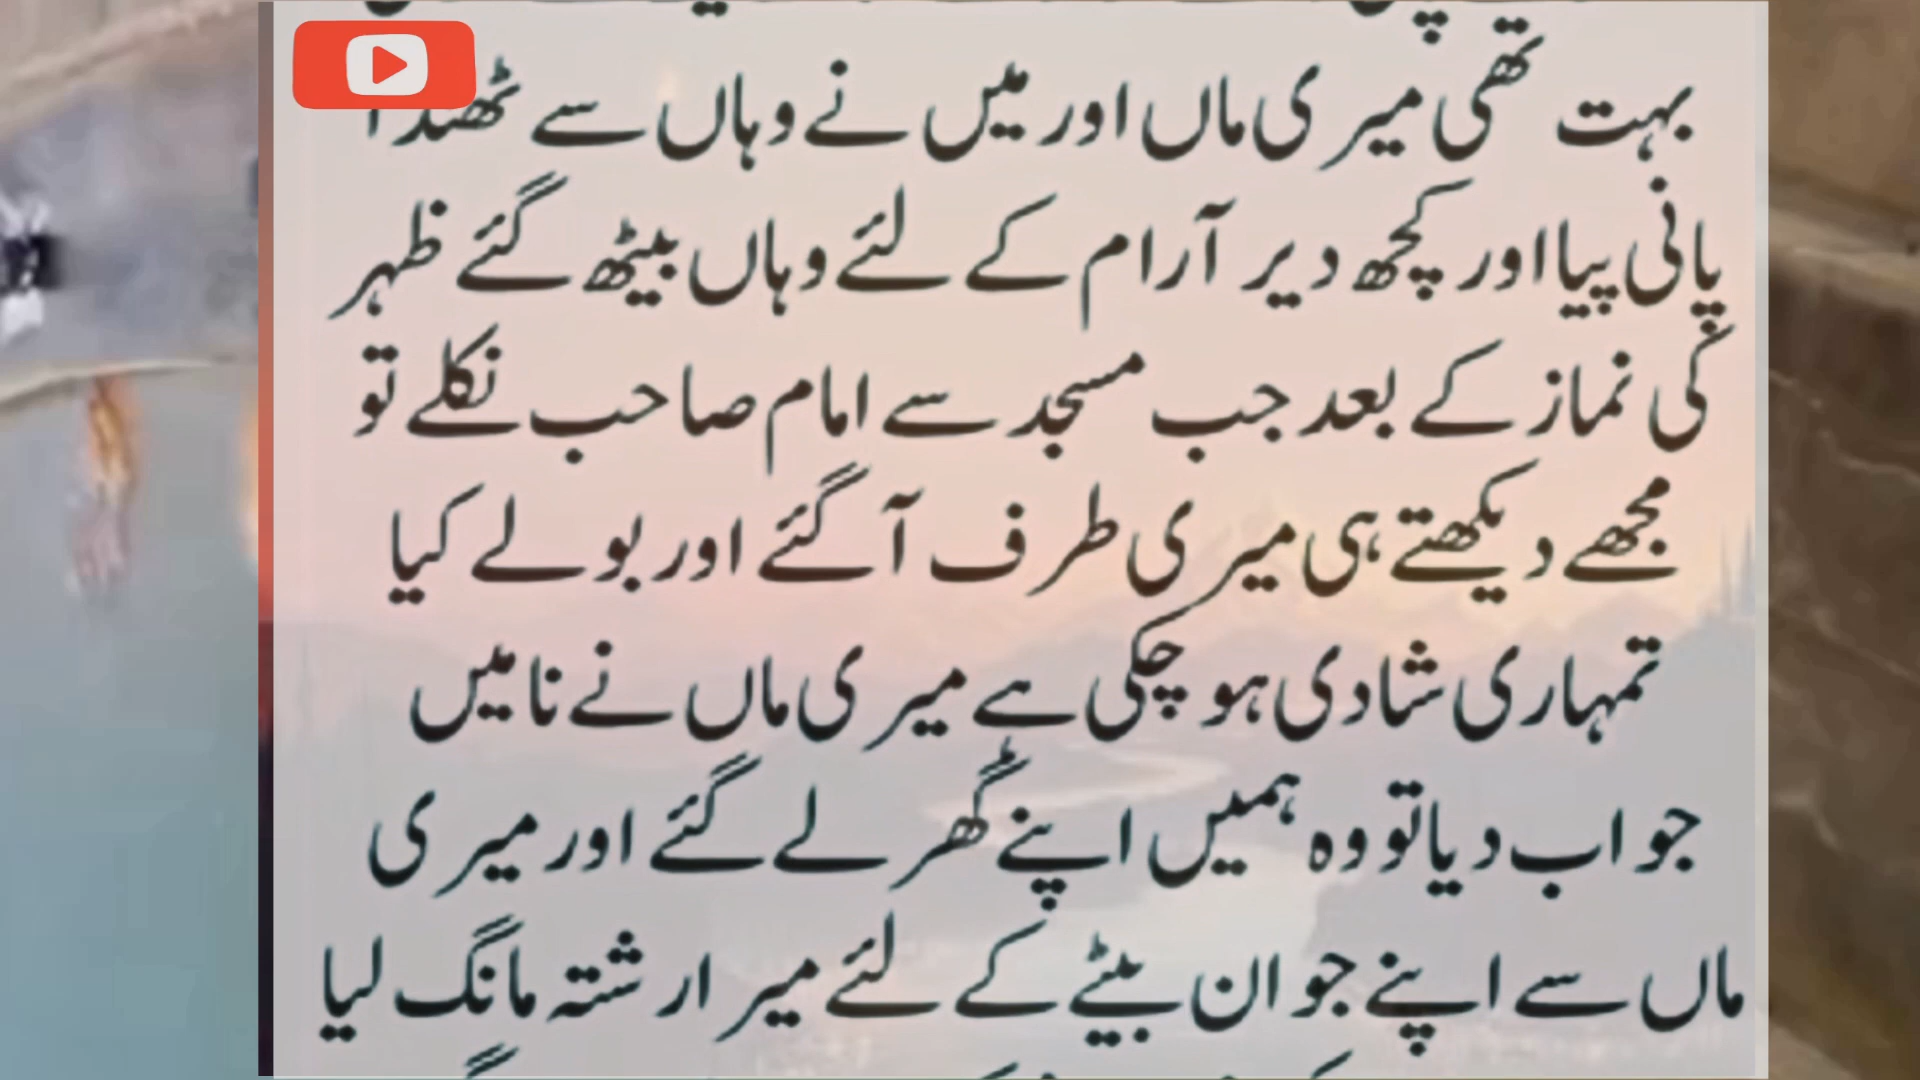 بہت تھی میری ماں اور میں نے وہاں سے ٹھنڈا
پانی پیا اور کچھ دیر آرام کے لئے وہاں بیٹھ گئے ظہر
کی نماز کے بعد جب مسجد سے امام صاحب نکلے تو
مجھے دیکھتے ہی میری طرف آگئے اور بولے کیا
تمہاری شادی ہو چکی ہے میری ماں نے نا میں
جواب دیا تو وہ ہمیں اپنے گھر لے گئے اور میری
ماں سے اپنے جوان بیٹے کے لئے میرا رشتہ مانگ لیا